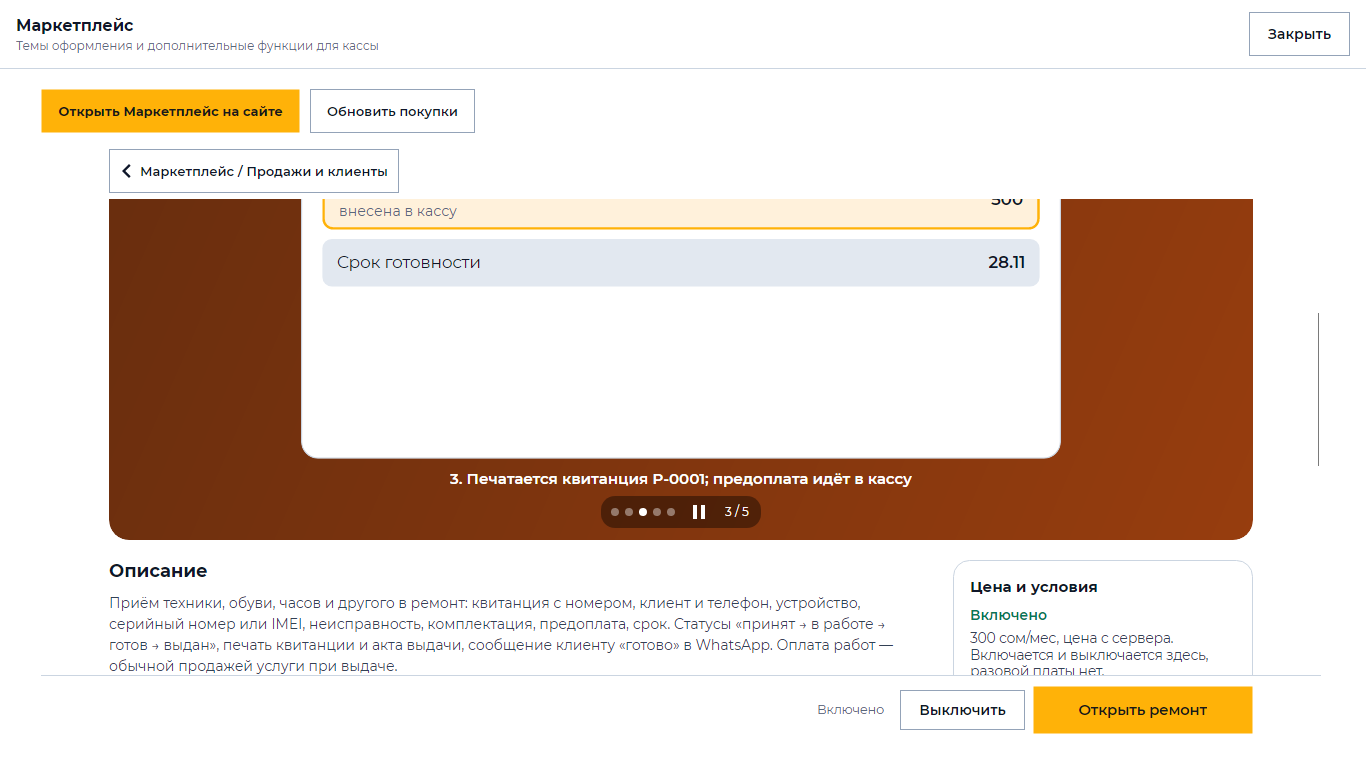 Маркетплейс
Темы оформления и дополнительные функции для кассы
Закрыть
Открыть Маркетплейс на сайте
Обновить покупки
Маркетплейс / Продажи и клиенты
внесена в кассу
500
Срок готовности
28.11
3. Печатается квитанция Р-0001; предоплата идёт в кассу
3 / 5
Описание
Приём техники, обуви, часов и другого в ремонт: квитанция с номером, клиент и телефон, устройство,
серийный номер или IMEI, неисправность, комплектация, предоплата, срок. Статусы «принят → в работе →
готов → выдан», печать квитанции и акта выдачи, сообщение клиенту «готово» в WhatsApp. Оплата работ —
обычной продажей услуги при выдаче.
Цена и условия
Включено
300 сом/мес, цена с сервера.
Включается и выключается здесь,
разовой платы нет.
Включено
Выключить
Открыть ремонт